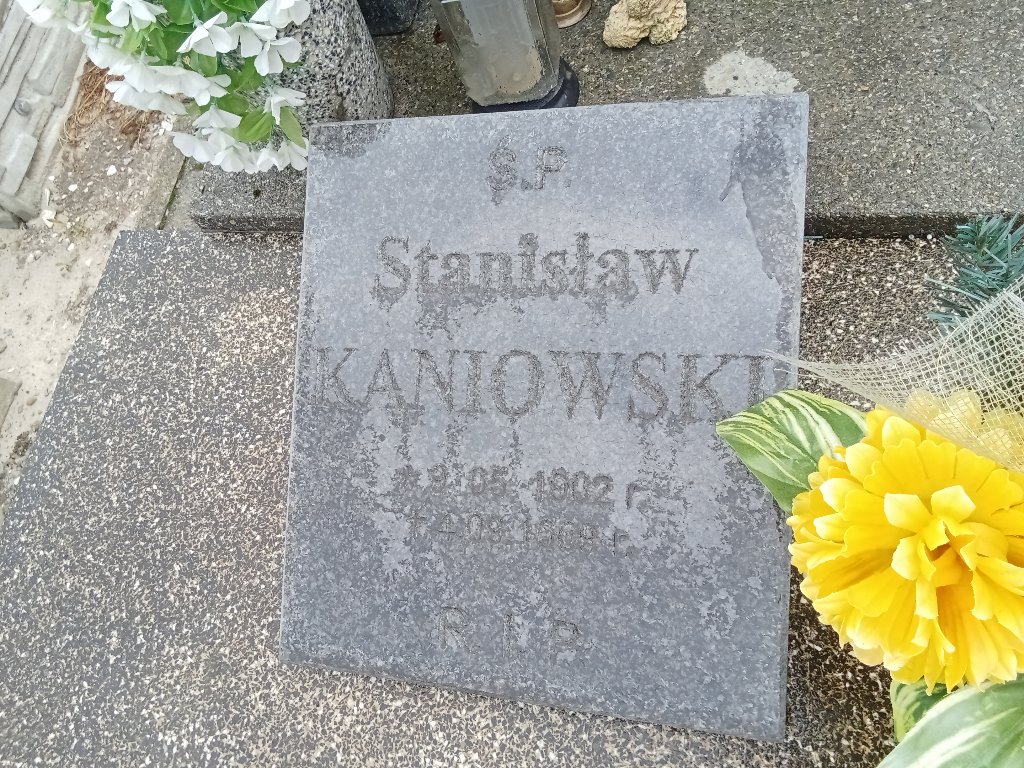 Ś.P.
Stanisław
KANIOWSKI
* 9 05 1902 r
R I P